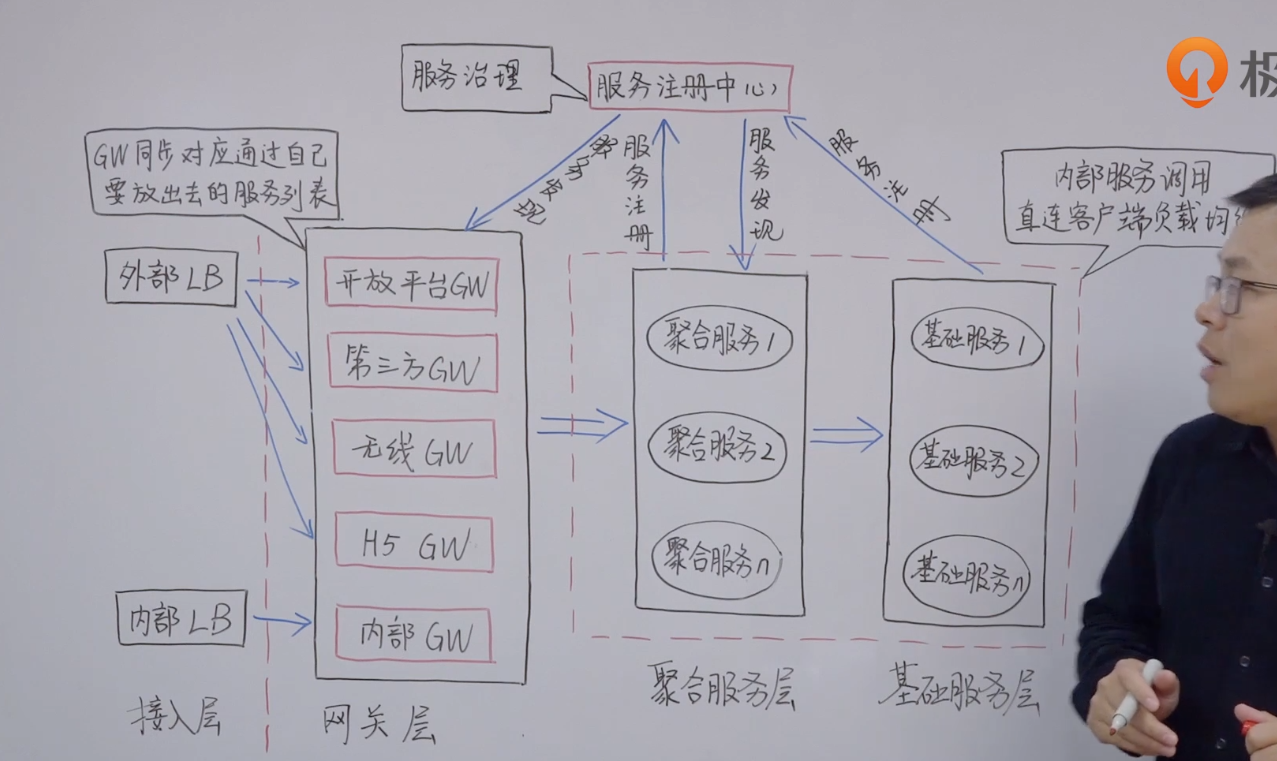 极
服务治理
服务注册中心
GW同步对应通过自己
要放出去的服务列表
服务发现
服务注册
服务发现
服务注册
内部服务调用
直连客户端负载均
外部LB
开放平台GW
第三方GW
无线GW
H5 GW
内部LB
内部GW
聚合服务1
聚合服务2
聚合服务n
基础服务1
基础服务2
基础服务n
接入层
网关层
聚合服务层
基础服务层